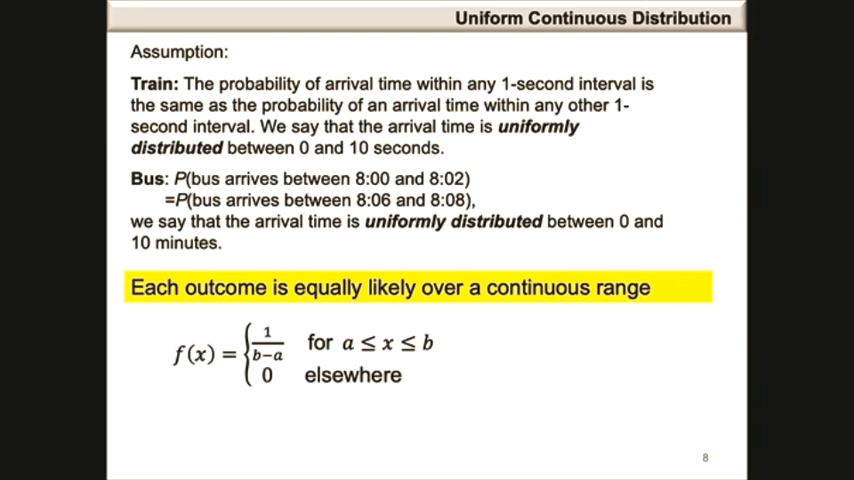 Uniform Continuous Distribution
Assumption:
Train: The probability of arrival time within any 1-second interval is
the same as the probability of an arrival time within any other 1-
second interval. We say that the arrival time is uniformly
distributed between 0 and 10 seconds.
Bus: P(bus arrives between 8:00 and 8:02)
=P(bus arrives between 8:06 and 8:08),
we say that the arrival time is uniformly distributed between 0 and
10 minutes.
Each outcome is equally likely over a continuous range
f(x) = { 1/(b−a) for a ≤ x ≤ b
0 elsewhere
8